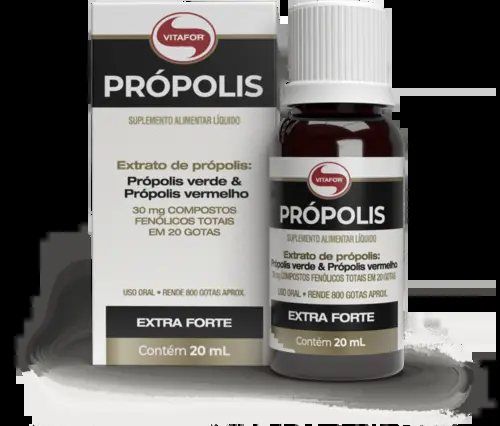 VITAFOR
PRÓPOLIS
SUPLEMENTO ALIMENTAR LÍQUIDO
Extrato de própolis:
Própolis verde &
Própolis vermelho
30 mg COMPOSTOS
FENÓLICOS TOTAIS
EM 20 GOTAS
USO ORAL • RENDE 800 GOTAS APROX.
EXTRA FORTE
Contém 20 mL
VITAFOR
PRÓPOLIS
SUPLEMENTO ALIMENTAR LÍQUIDO
Extrato de própolis:
Própolis verde & Própolis vermelho
30 mg COMPOSTOS FENÓLICOS TOTAIS EM 20 GOTAS
USO ORAL • RENDE 800 GOTAS APROX.
EXTRA FORTE
Contém 20 mL